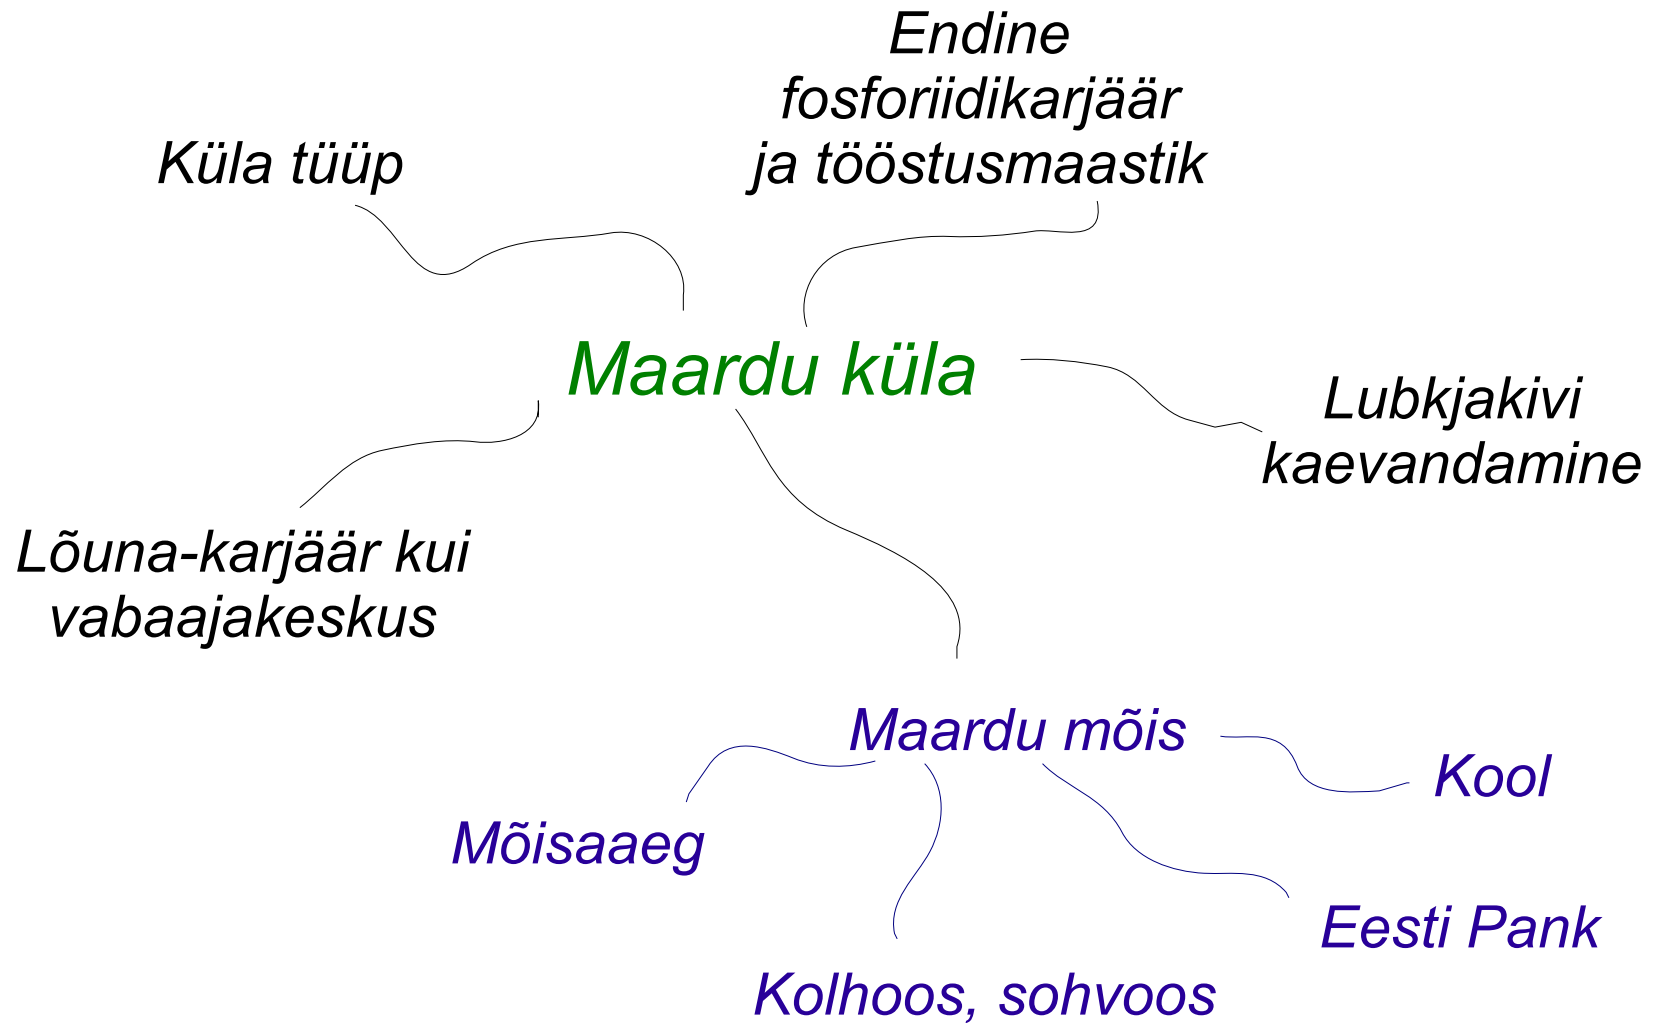 Endine
fosforiidikarjäär
ja tööstusmaastik
Küla tüüp
Maardu küla
Lubkjakivi
kaevandamine
Lõuna-karjäär kui
vabaajakeskus
Maardu mõis
Kool
Mõisaaeg
Eesti Pank
Kolhoos, sohvoos